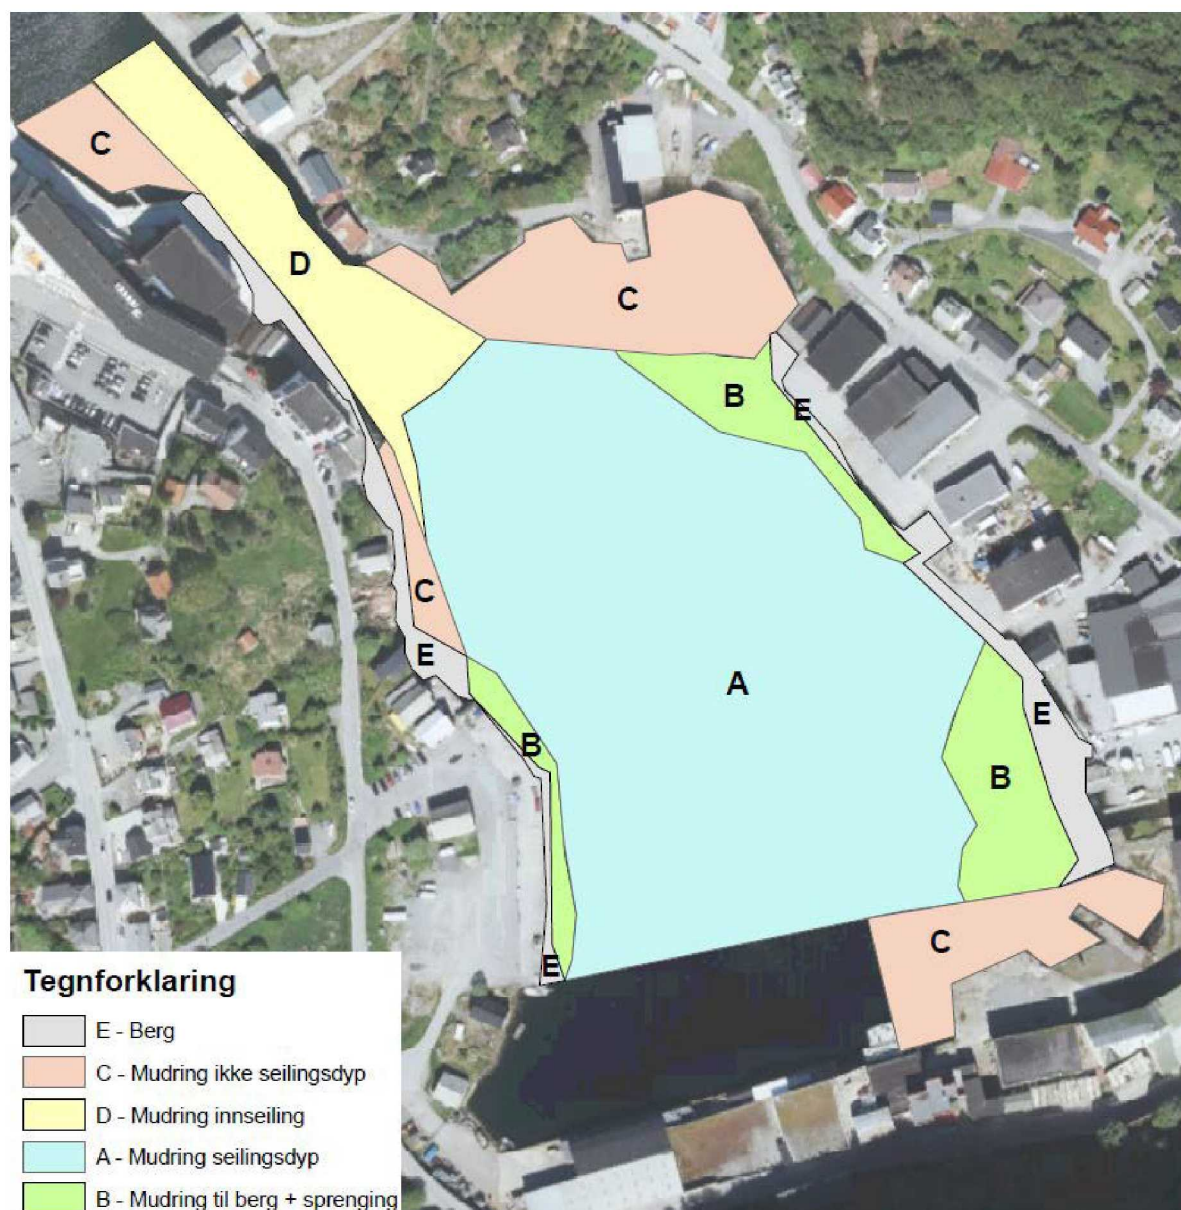 C
D
C
B
E
C
E
A
E
B
B
C
E
Tegnforklaring
E - Berg
C - Mudring ikke seilingsdyp
D - Mudring innseiling
A - Mudring seilingsdyp
B - Mudring til berg + sprenging